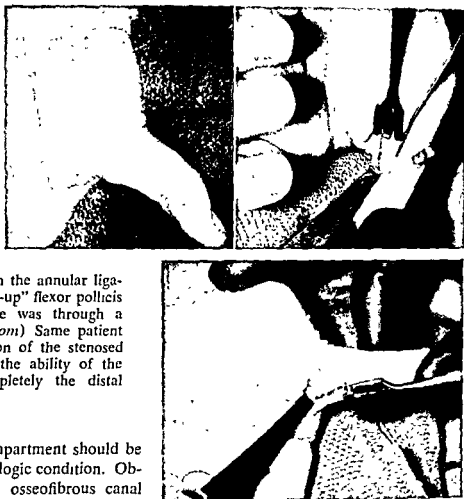 n the annular liga-
-up" flexor pollicis
e was through a
om) Same patient
on of the stenosed
the ability of the
pletely the distal
npartment should be
logic condition. Ob-
osseofibrous canal